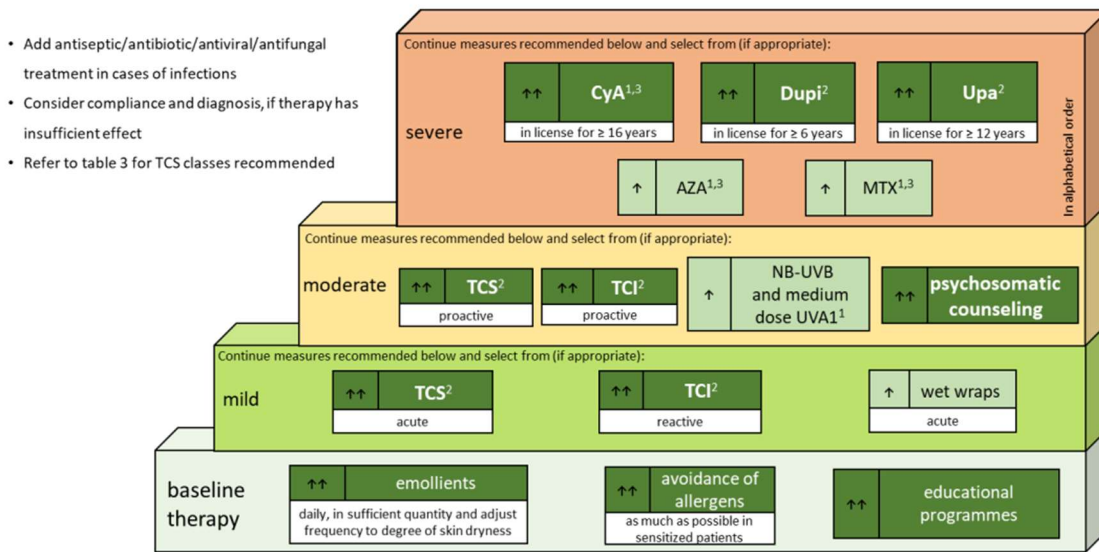 • Add antiseptic/antibiotic/antiviral/antifungal
treatment in cases of infections
• Consider compliance and diagnosis, if therapy has
insufficient effect
• Refer to table 3 for TCS classes recommended
Continue measures recommended below and select from (if appropriate):
severe
↑↑ CyA1,3
in license for ≥ 16 years
↑↑ Dupi2
in license for ≥ 6 years
↑↑ Upa2
in license for ≥ 12 years
↑ AZA1,3
↑ MTX1,3
In alphabetical order
Continue measures recommended below and select from (if appropriate):
moderate
↑↑ TCS2
proactive
↑↑ TCI2
proactive
↑ NB-UVB
and medium
dose UVA11
↑↑ psychosomatic
counseling
Continue measures recommended below and select from (if appropriate):
mild
↑↑ TCS2
acute
↑↑ TCI2
reactive
↑ wet wraps
acute
baseline
therapy
↑↑ emollients
daily, in sufficient quantity and adjust
frequency to degree of skin dryness
↑↑ avoidance of
allergens
as much as possible in
sensitized patients
↑↑ educational
programmes